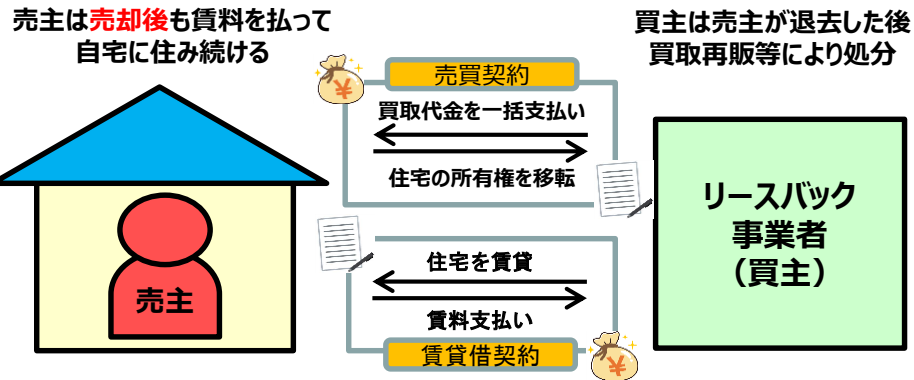 売主は売却後も賃料を払って
自宅に住み続ける
買主は売主が退去した後
買取再販等により処分
売買契約
買取代金を一括支払い
住宅の所有権を移転
売主
リースバック
事業者
（買主）
住宅を賃貸
賃料支払い
賃貸借契約
¥
¥